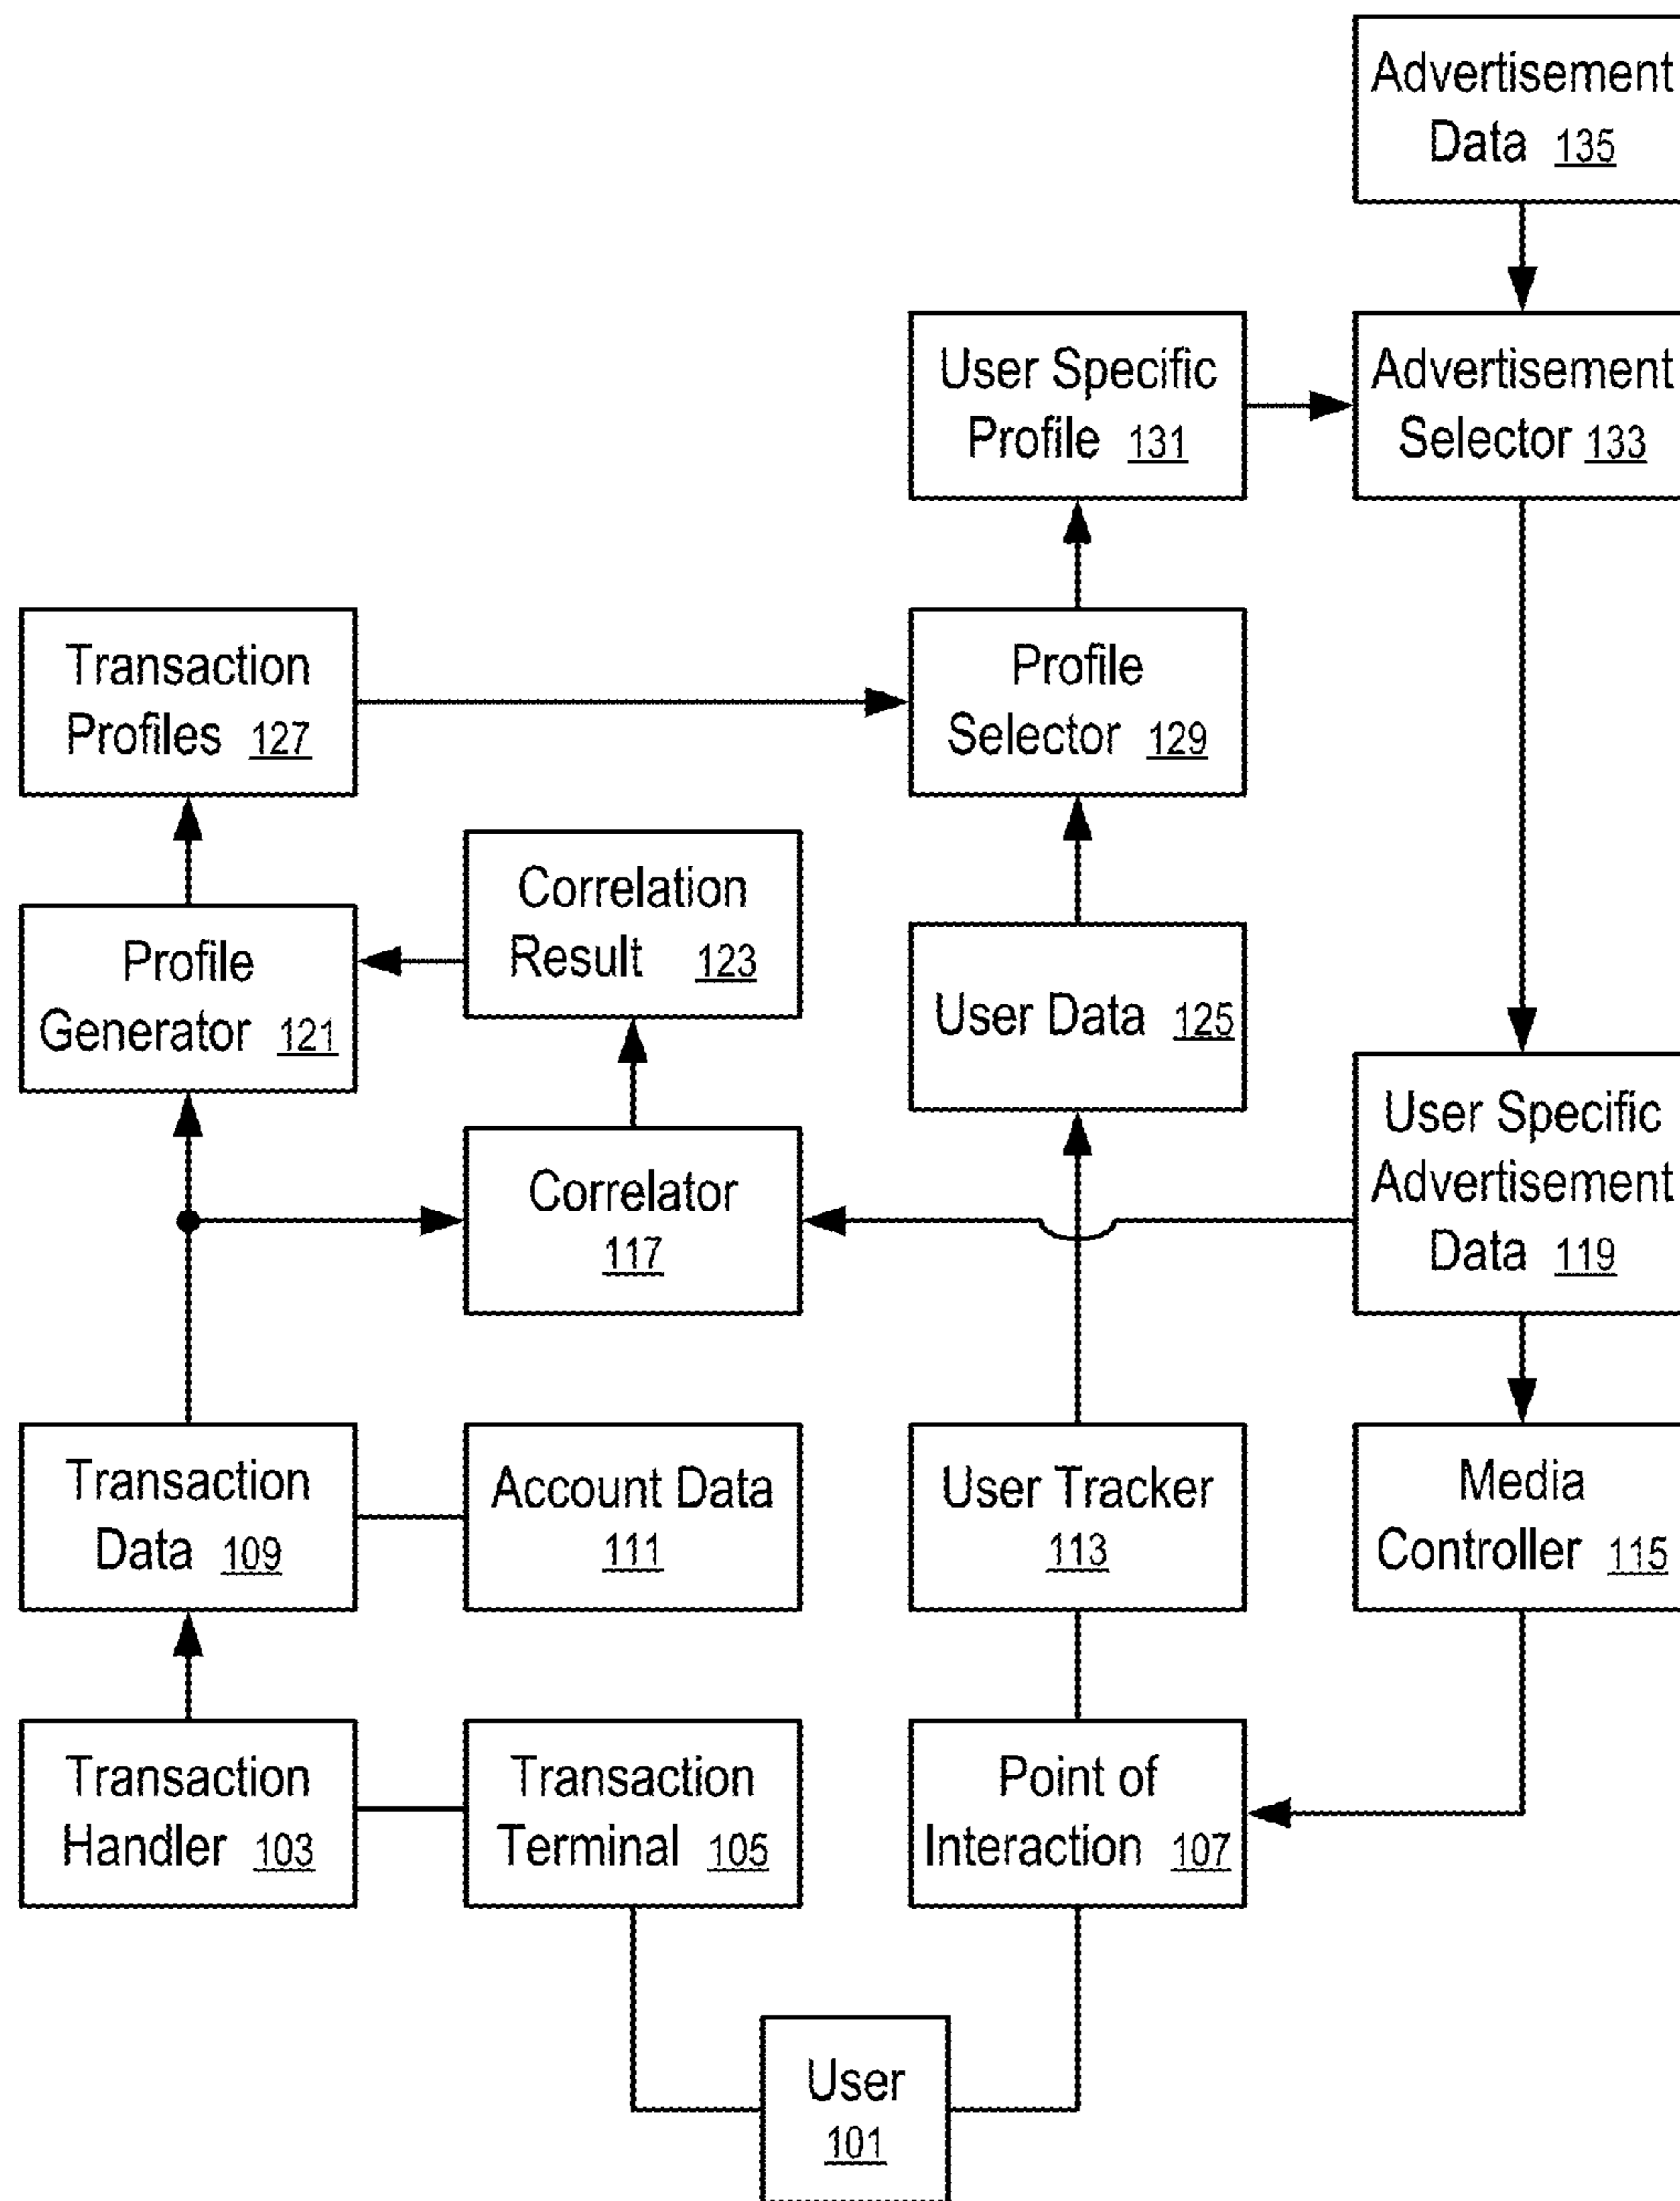 Advertisement
Data 135
User Specific
Profile 131
Advertisement
Selector 133
Transaction
Profiles 127
Profile
Selector 129
Correlation
Result 123
Profile
Generator 121
User Data 125
User Specific
Advertisement
Data 119
Correlator
117
Transaction
Data 109
Account Data
111
User Tracker
113
Media
Controller 115
Transaction
Handler 103
Transaction
Terminal 105
Point of
Interaction 107
User
101